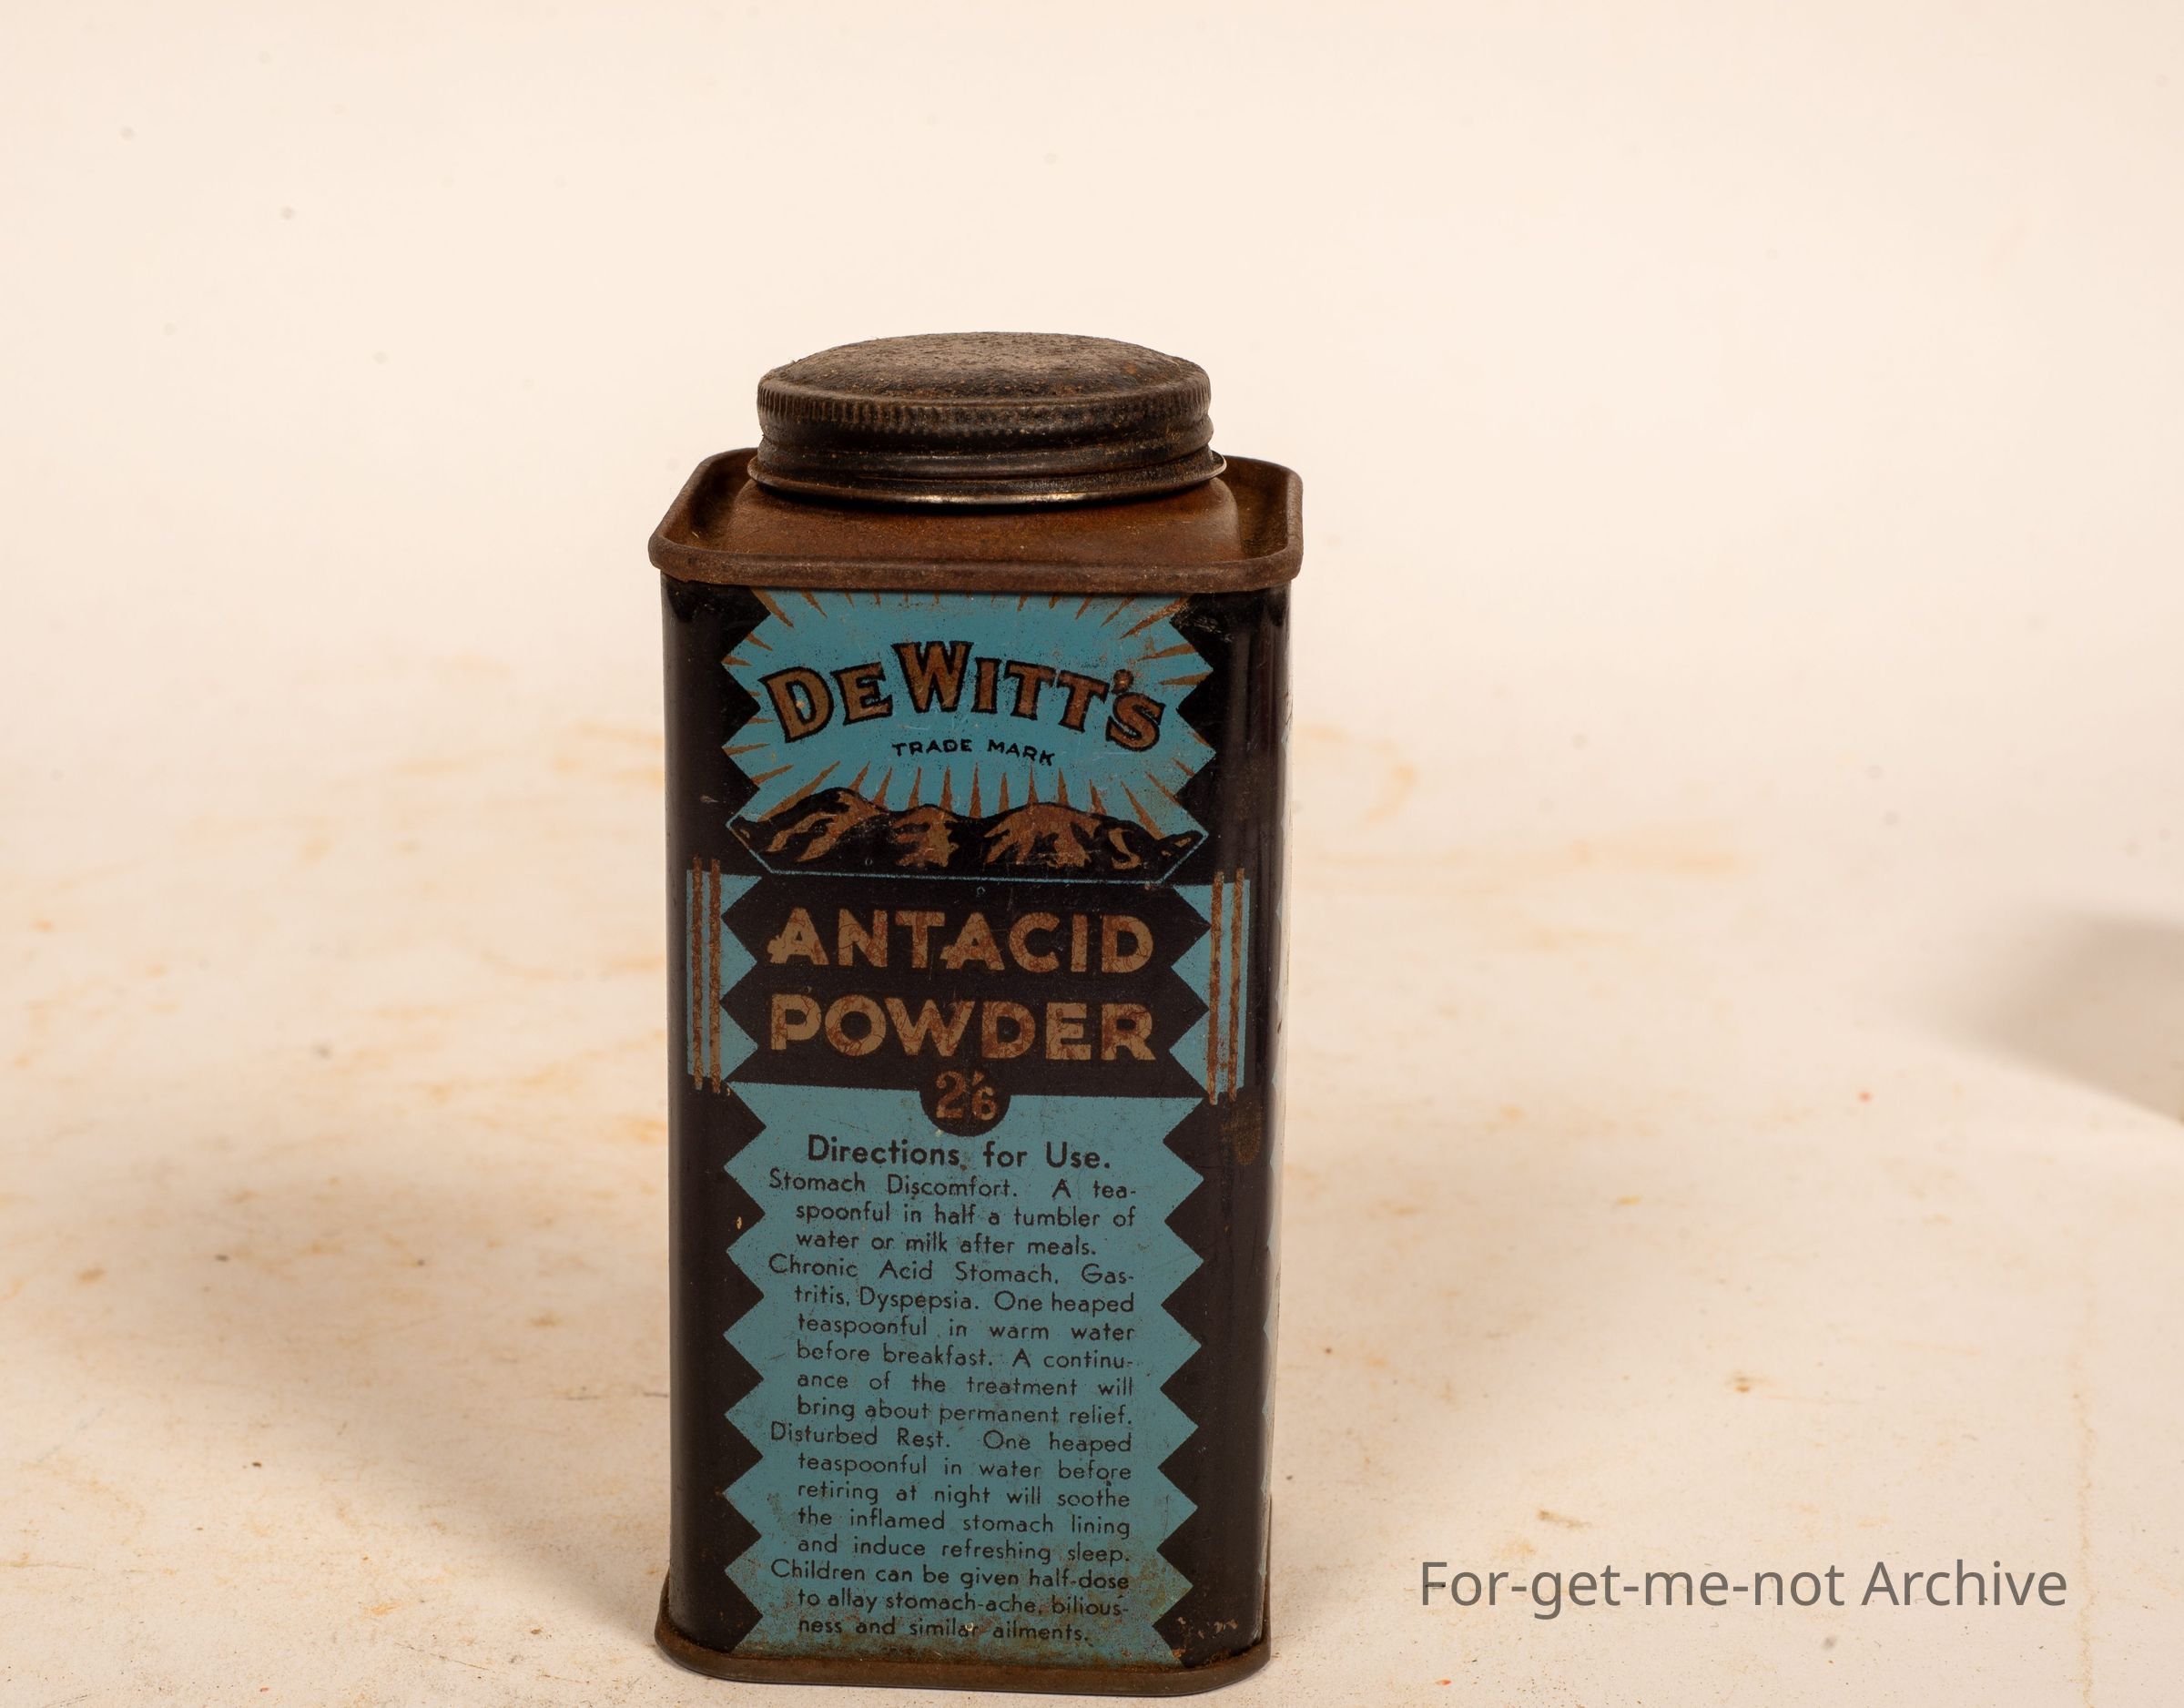 DEWITT'S
TRADE MARK
ANTACID
POWDER
2'6
Directions for Use.
Stomach Discomfort. A tea-
spoonful in half a tumbler of
water or milk after meals.
Chronic Acid Stomach, Gas-
tritis, Dyspepsia. One heaped
teaspoonful in warm water
before breakfast. A continu-
ance of the treatment will
bring about permanent relief.
Disturbed Rest. One heaped
teaspoonful in water before
retiring at night will soothe
the inflamed stomach lining
and induce refreshing sleep.
Children can be given half-dose
to allay stomach-ache, bilious-
ness and similar ailments.
For-get-me-not Archive